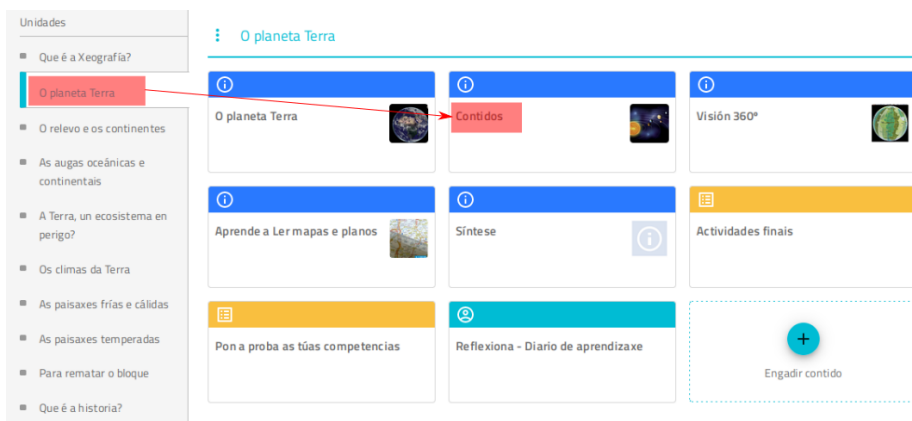 Unidades
Que é a Xeografía?
O planeta Terra
O relevo e os continentes
As augas oceánicas e
continentais
A Terra, un ecosistema en
perigo?
Os climas da Terra
As paisaxes frías e cálidas
As paisaxes temperadas
Para rematar o bloque
Que é a historia?
O planeta Terra
O planeta Terra
Contidos
Visión 360º
Aprende a Ler mapas e planos
Síntese
Actividades finais
Pon a proba as túas competencias
Reflexiona - Diario de aprendizaxe
Engadir contido